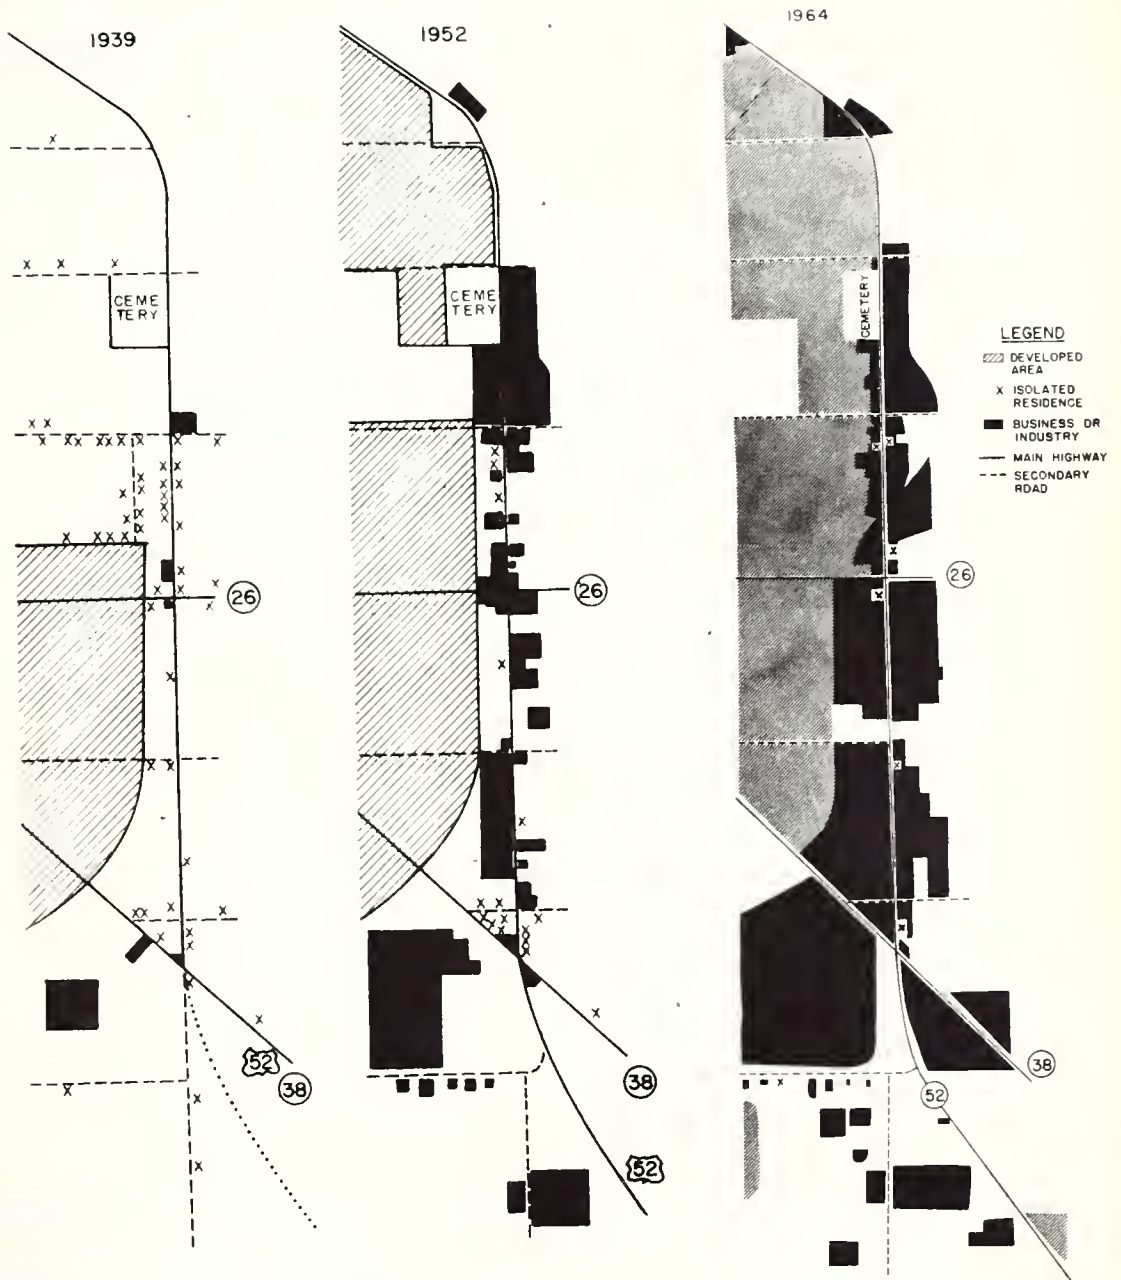 1939
1952
1964
CEME
TERY
CEME
TERY
CEMETERY
LEGEND
DEVELOPED
AREA
X ISOLATED
RESIDENCE
BUSINESS OR
INDUSTRY
MAIN HIGHWAY
SECONDARY
ROAD
26
26
26
52
38
38
52
38
52